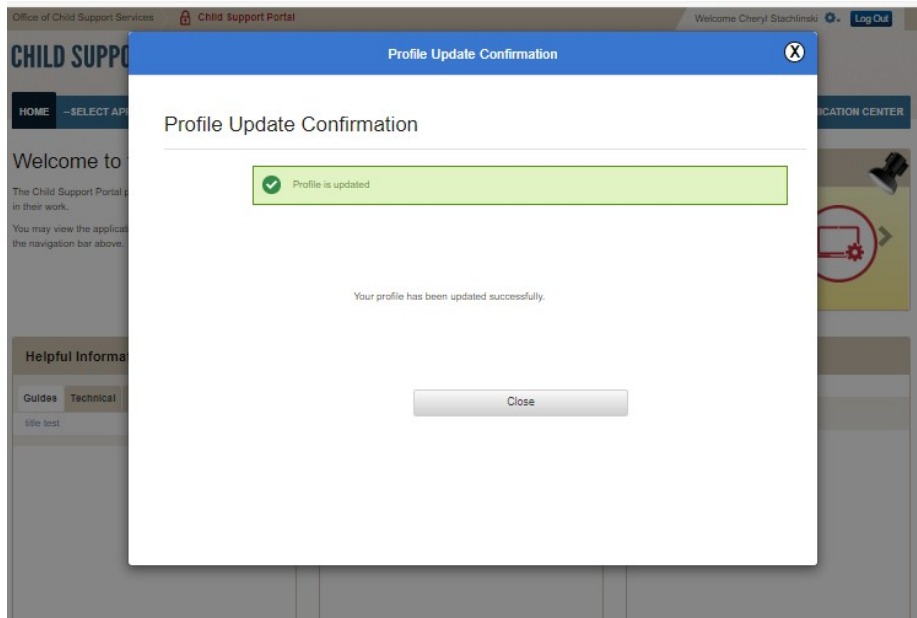 Office of Child Support Services
Child Support Portal
Welcome Cheryl Stachlinski
Log Out
CHILD SUPPO
Profile Update Confirmation
X
HOME
--SELECT AP
ICATION CENTER
Profile Update Confirmation
Welcome to
Profile is updated
The Child Support Portal p
in their work.
You may view the applicat
the navigation bar above.
Your profile has been updated successfully.
Helpful Informa
Guides
Technical
title test
Close